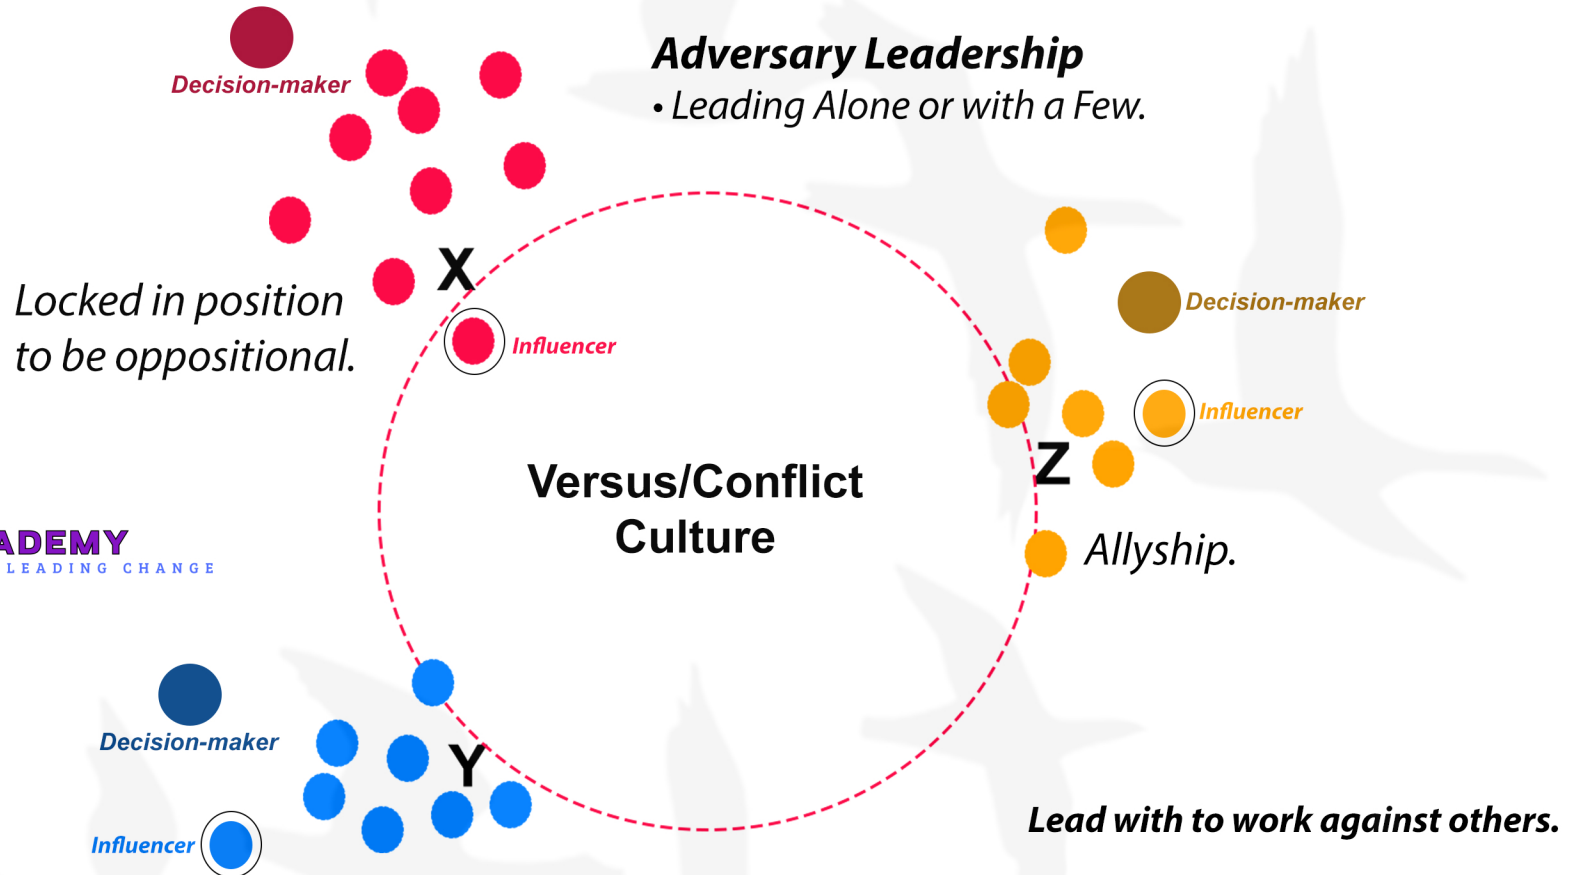 Adversary Leadership
• Leading Alone or with a Few.
Decision-maker
X
Locked in position
to be oppositional.
Influencer
Decision-maker
Influencer
Z
Versus/Conflict
Culture
Allyship.
ADEMY
LEADING CHANGE
Decision-maker
Y
Influencer
Lead with to work against others.